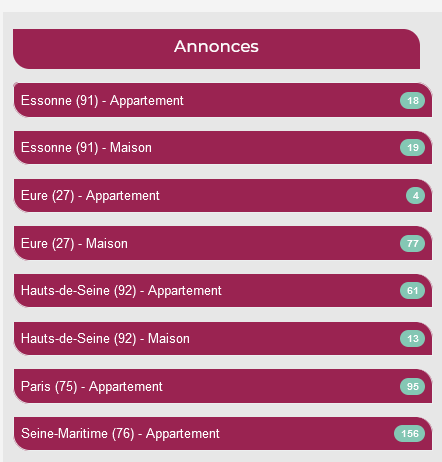 Annonces
Essonne (91) - Appartement 18
Essonne (91) - Maison 19
Eure (27) - Appartement 4
Eure (27) - Maison 77
Hauts-de-Seine (92) - Appartement 61
Hauts-de-Seine (92) - Maison 13
Paris (75) - Appartement 95
Seine-Maritime (76) - Appartement 156